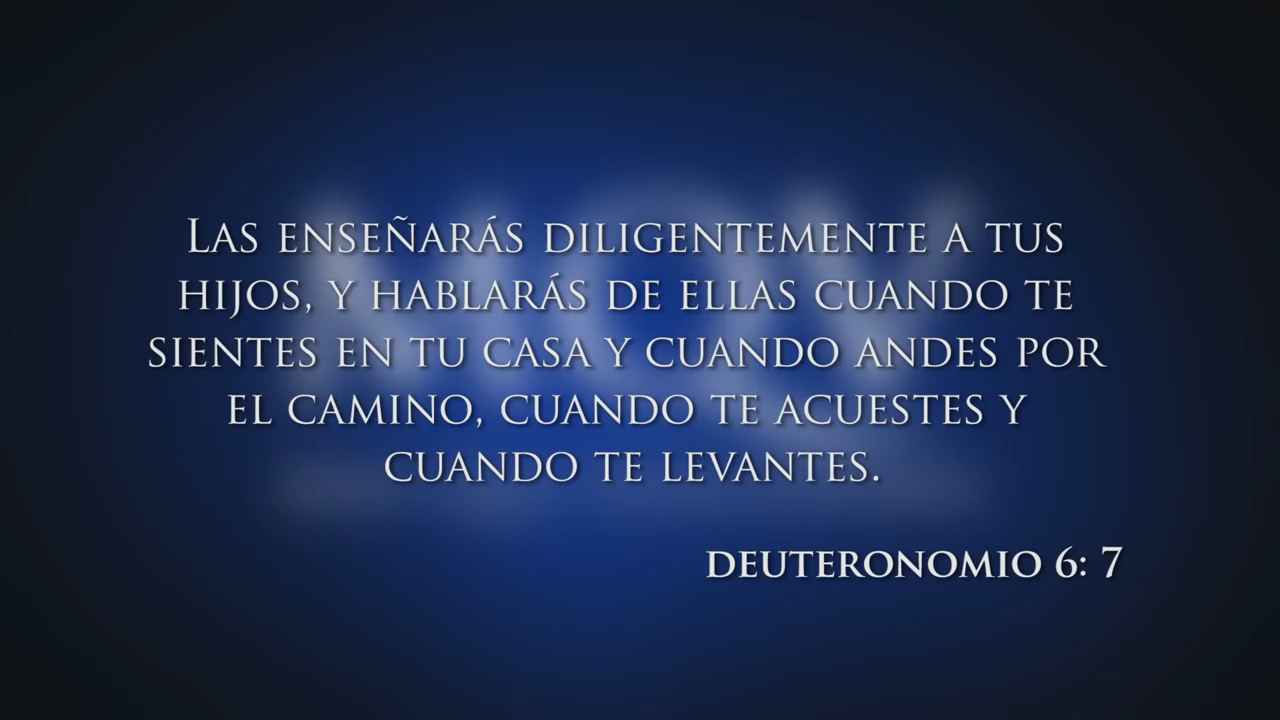 Las enseñarás diligentemente a tus
hijos, y hablarás de ellas cuando te
sientes en tu casa y cuando andes por
el camino, cuando te acuestes y
cuando te levantes.
deuteronomio 6: 7